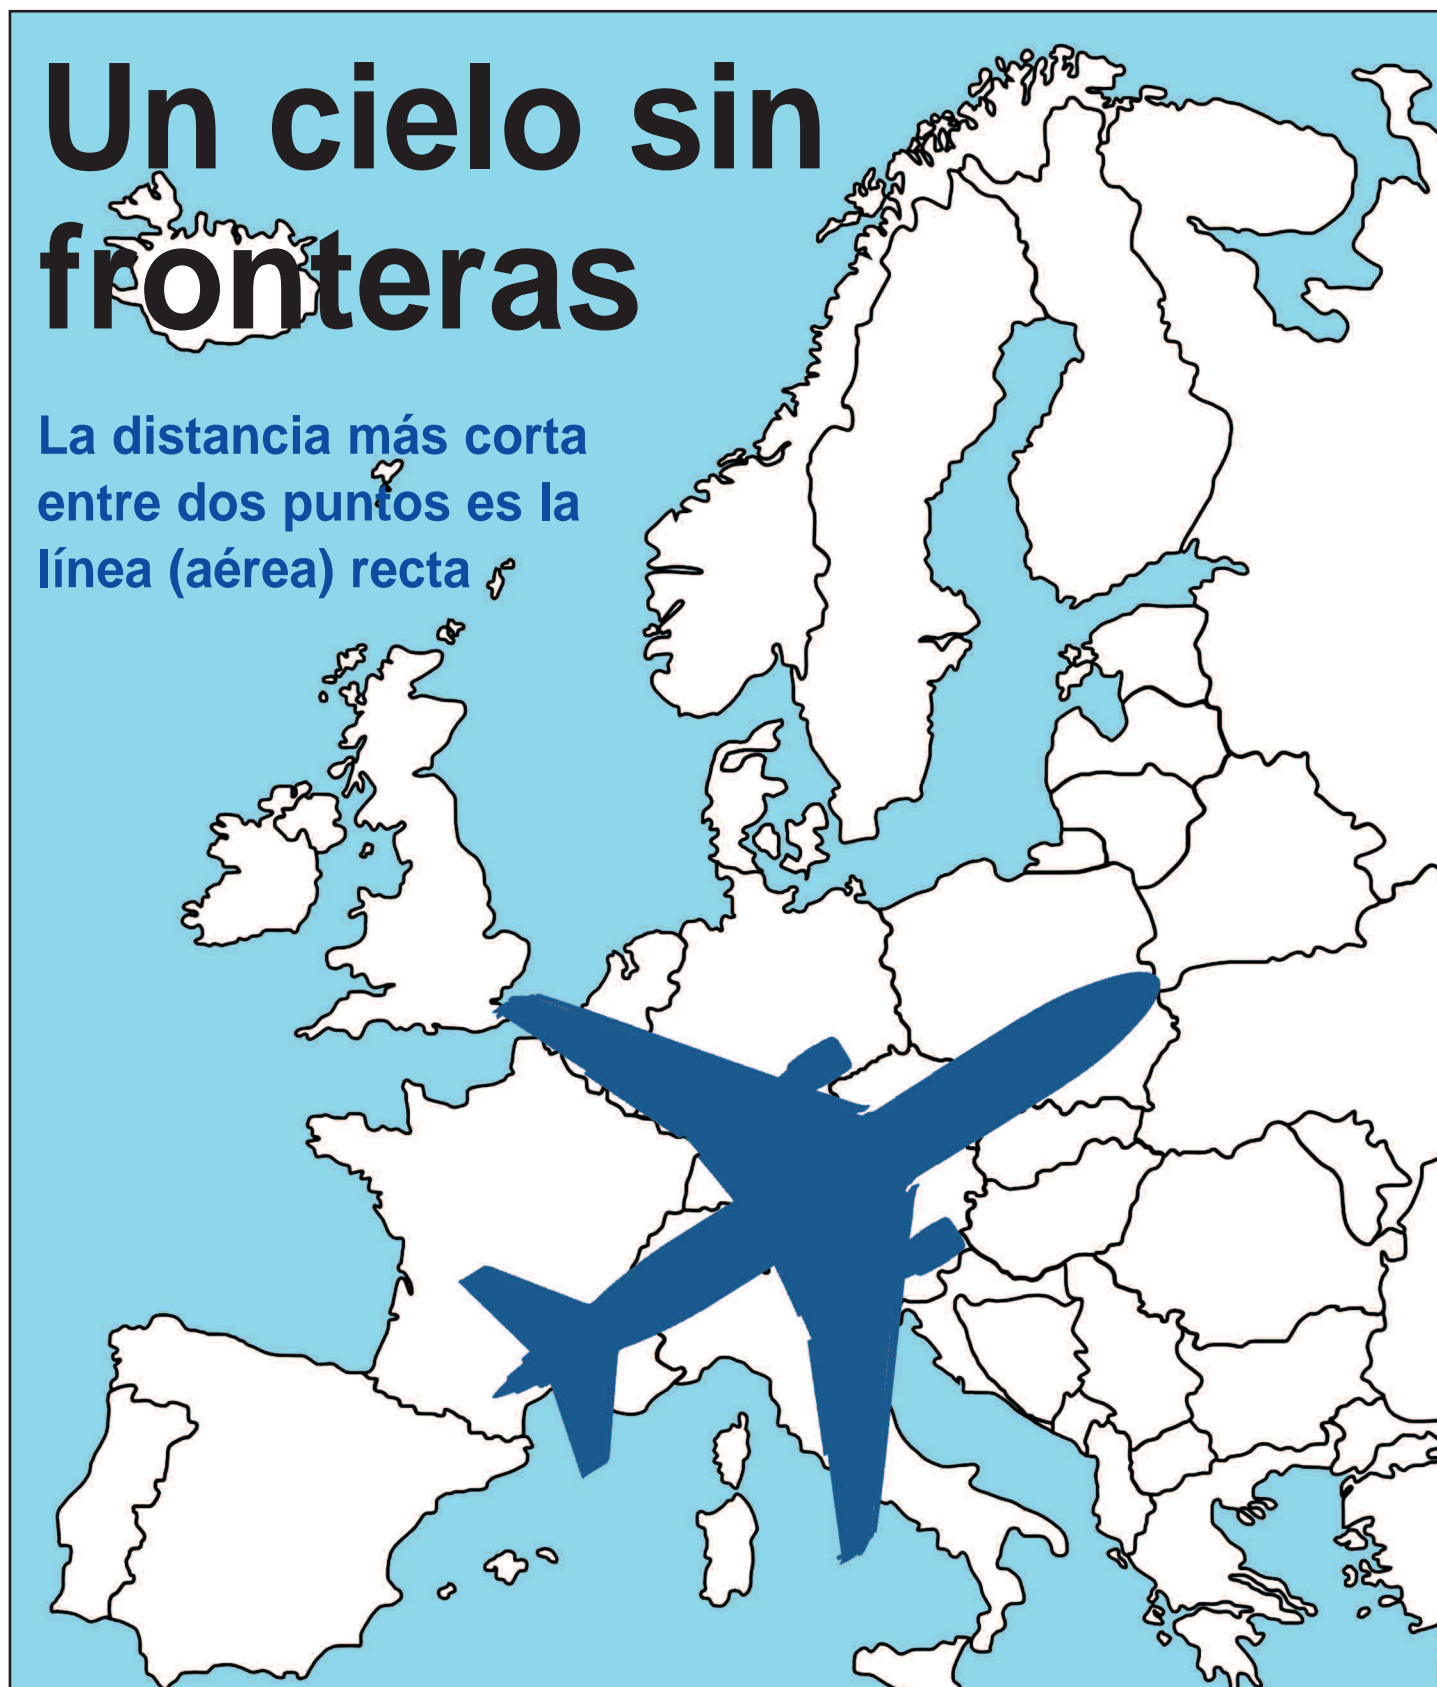 Un cielo sin
fronteras
La distancia más corta
entre dos puntos es la
línea (aérea) recta